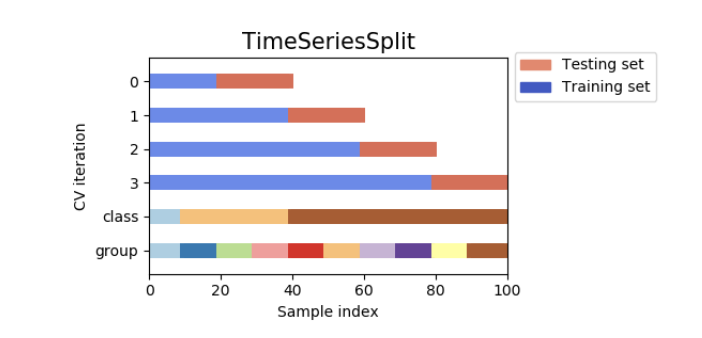 TimeSeriesSplit
Testing set
Training set
0
1
2
3
class
group
CV iteration
0 20 40 60 80 100
Sample index